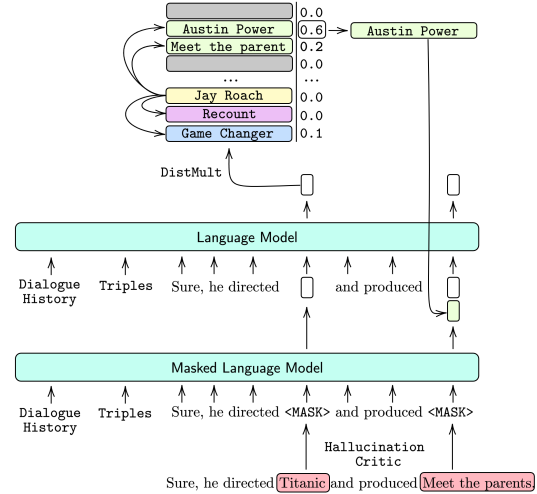 0.0
Austin Power 0.6 Austin Power
Meet the parent 0.2
0.0
... ...
Jay Roach 0.0
Recount 0.0
Game Changer 0.1
DistMult
Language Model
Dialogue Triples Sure, he directed and produced
History
Masked Language Model
Dialogue Triples Sure, he directed <MASK> and produced <MASK>
History
Hallucination
Critic
Sure, he directed Titanic and produced Meet the parents.